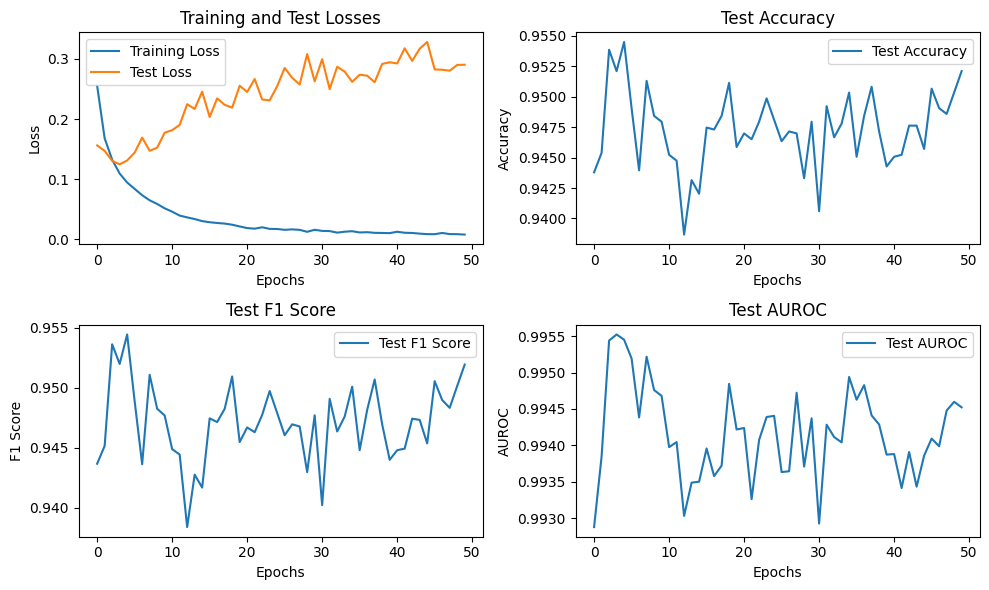 Training and Test Losses
Training Loss
Test Loss
Loss
0.3
0.2
0.1
0.0
0 10 20 30 40 50
Epochs
Test Accuracy
Test Accuracy
Accuracy
0.9550
0.9525
0.9500
0.9475
0.9450
0.9425
0.9400
0 10 20 30 40 50
Epochs
Test F1 Score
Test F1 Score
F1 Score
0.955
0.950
0.945
0.940
0 10 20 30 40 50
Epochs
Test AUROC
Test AUROC
AUROC
0.9955
0.9950
0.9945
0.9940
0.9935
0.9930
0 10 20 30 40 50
Epochs